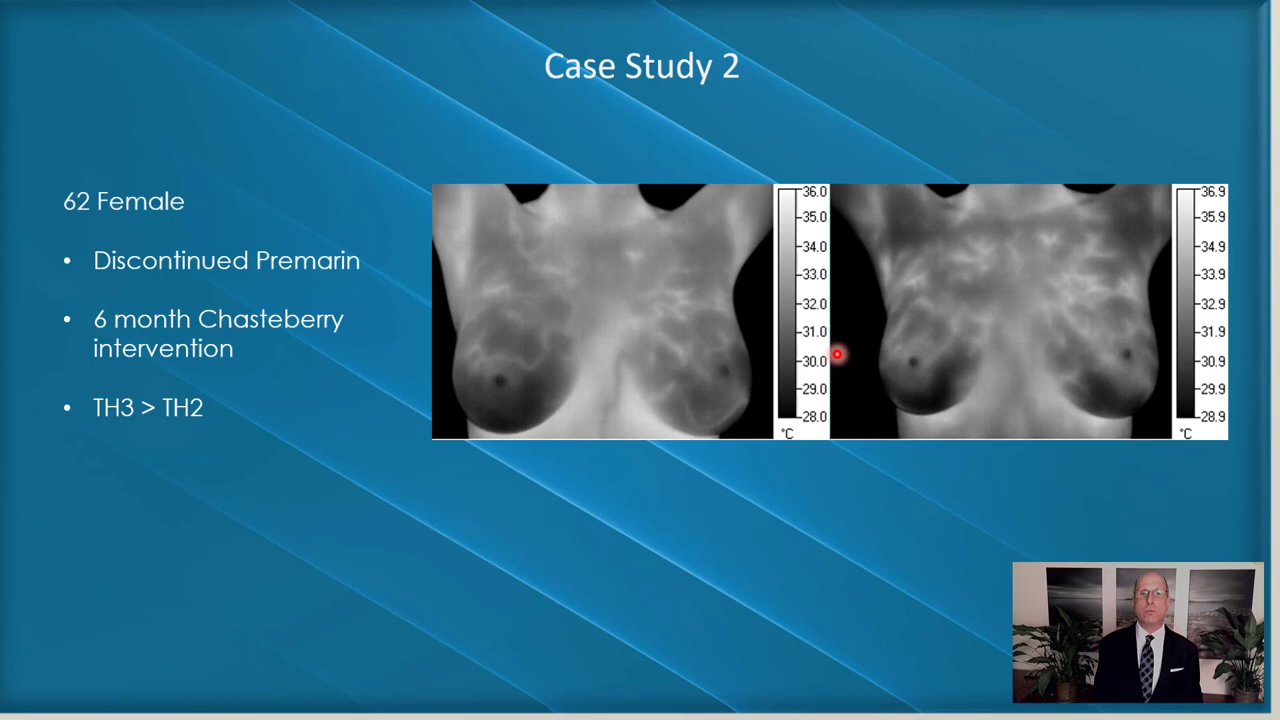 Case Study 2
62 Female
• Discontinued Premarin
• 6 month Chasteberry
intervention
• TH3 > TH2
36.0
35.0
34.0
33.0
32.0
31.0
30.0
29.0
28.0
°C
36.9
35.9
34.9
33.9
32.9
31.9
30.9
29.9
28.9
°C